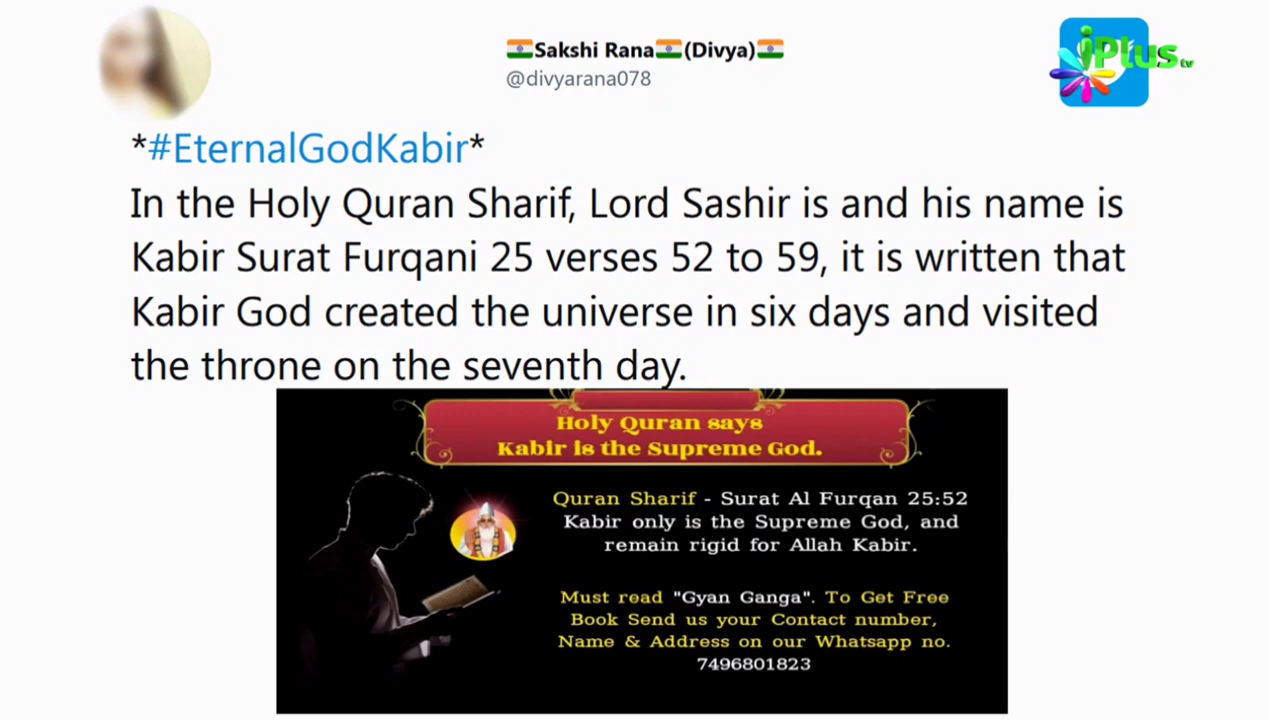 🇮🇳Sakshi Rana🇮🇳(Divya)🇮🇳
@divyarana078
iPlus tv
*#EternalGodKabir*
In the Holy Quran Sharif, Lord Sashir is and his name is
Kabir Surat Furqani 25 verses 52 to 59, it is written that
Kabir God created the universe in six days and visited
the throne on the seventh day.
Holy Quran says
Kabir is the Supreme God.
Quran Sharif - Surat Al Furqan 25:52
Kabir only is the Supreme God, and
remain rigid for Allah Kabir.
Must read "Gyan Ganga". To Get Free
Book Send us your Contact number,
Name & Address on our Whatsapp no.
7496801823